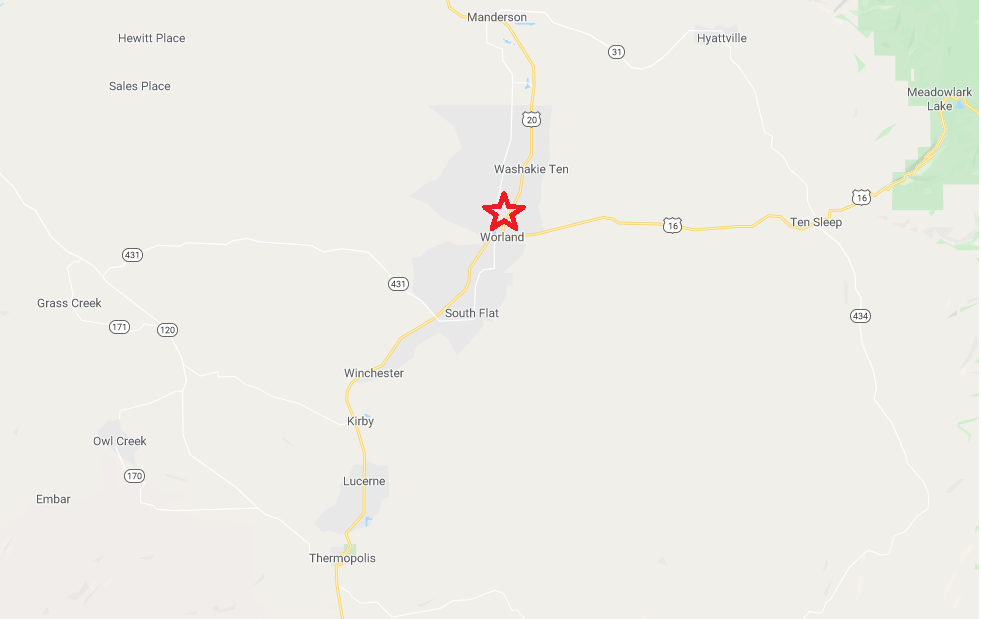 Manderson
Hewitt Place
Hyattville
31
Sales Place
Meadowlark
Lake
20
Washakie Ten
16
Ten Sleep
16
Worland
431
431
Grass Creek
South Flat
434
171
120
Winchester
Kirby
Owl Creek
170
Lucerne
Embar
Thermopolis